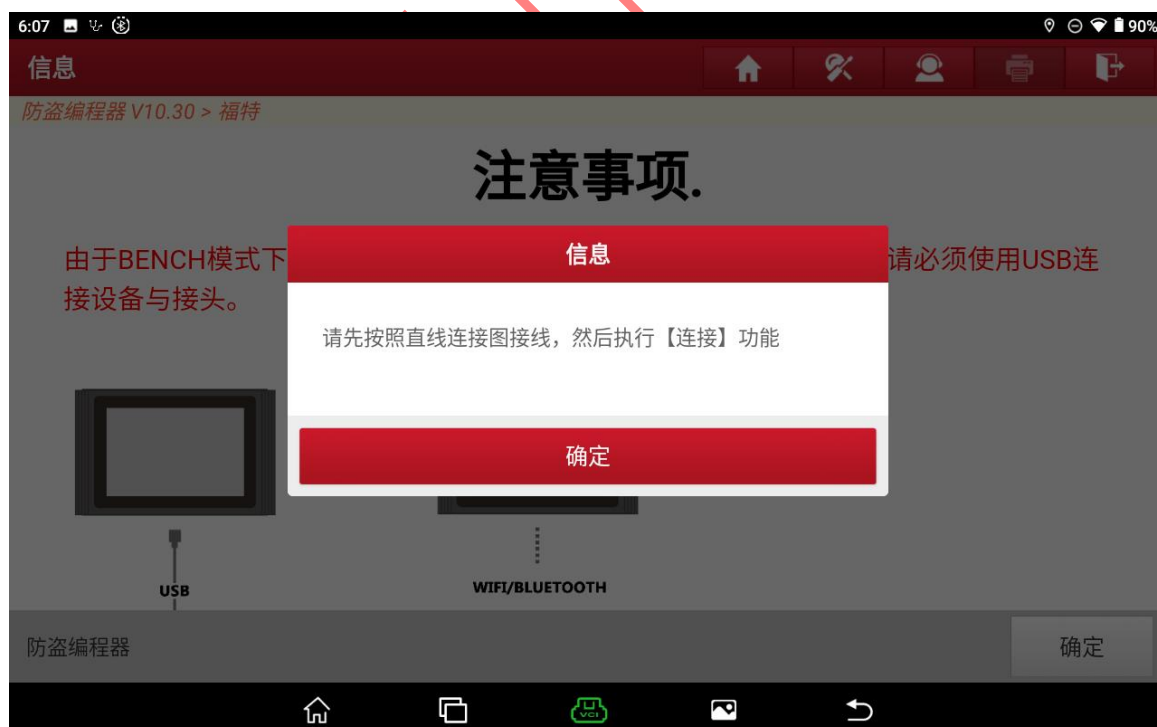 6:07
90%
信息
防盗编程器 V10.30 > 福特
注意事项.
由于BENCH模式下
请必须使用USB连
接设备与接头。
信息
请先按照直线连接图接线，然后执行【连接】功能
确定
USB
WIFI/BLUETOOTH
防盗编程器
确定
VCI